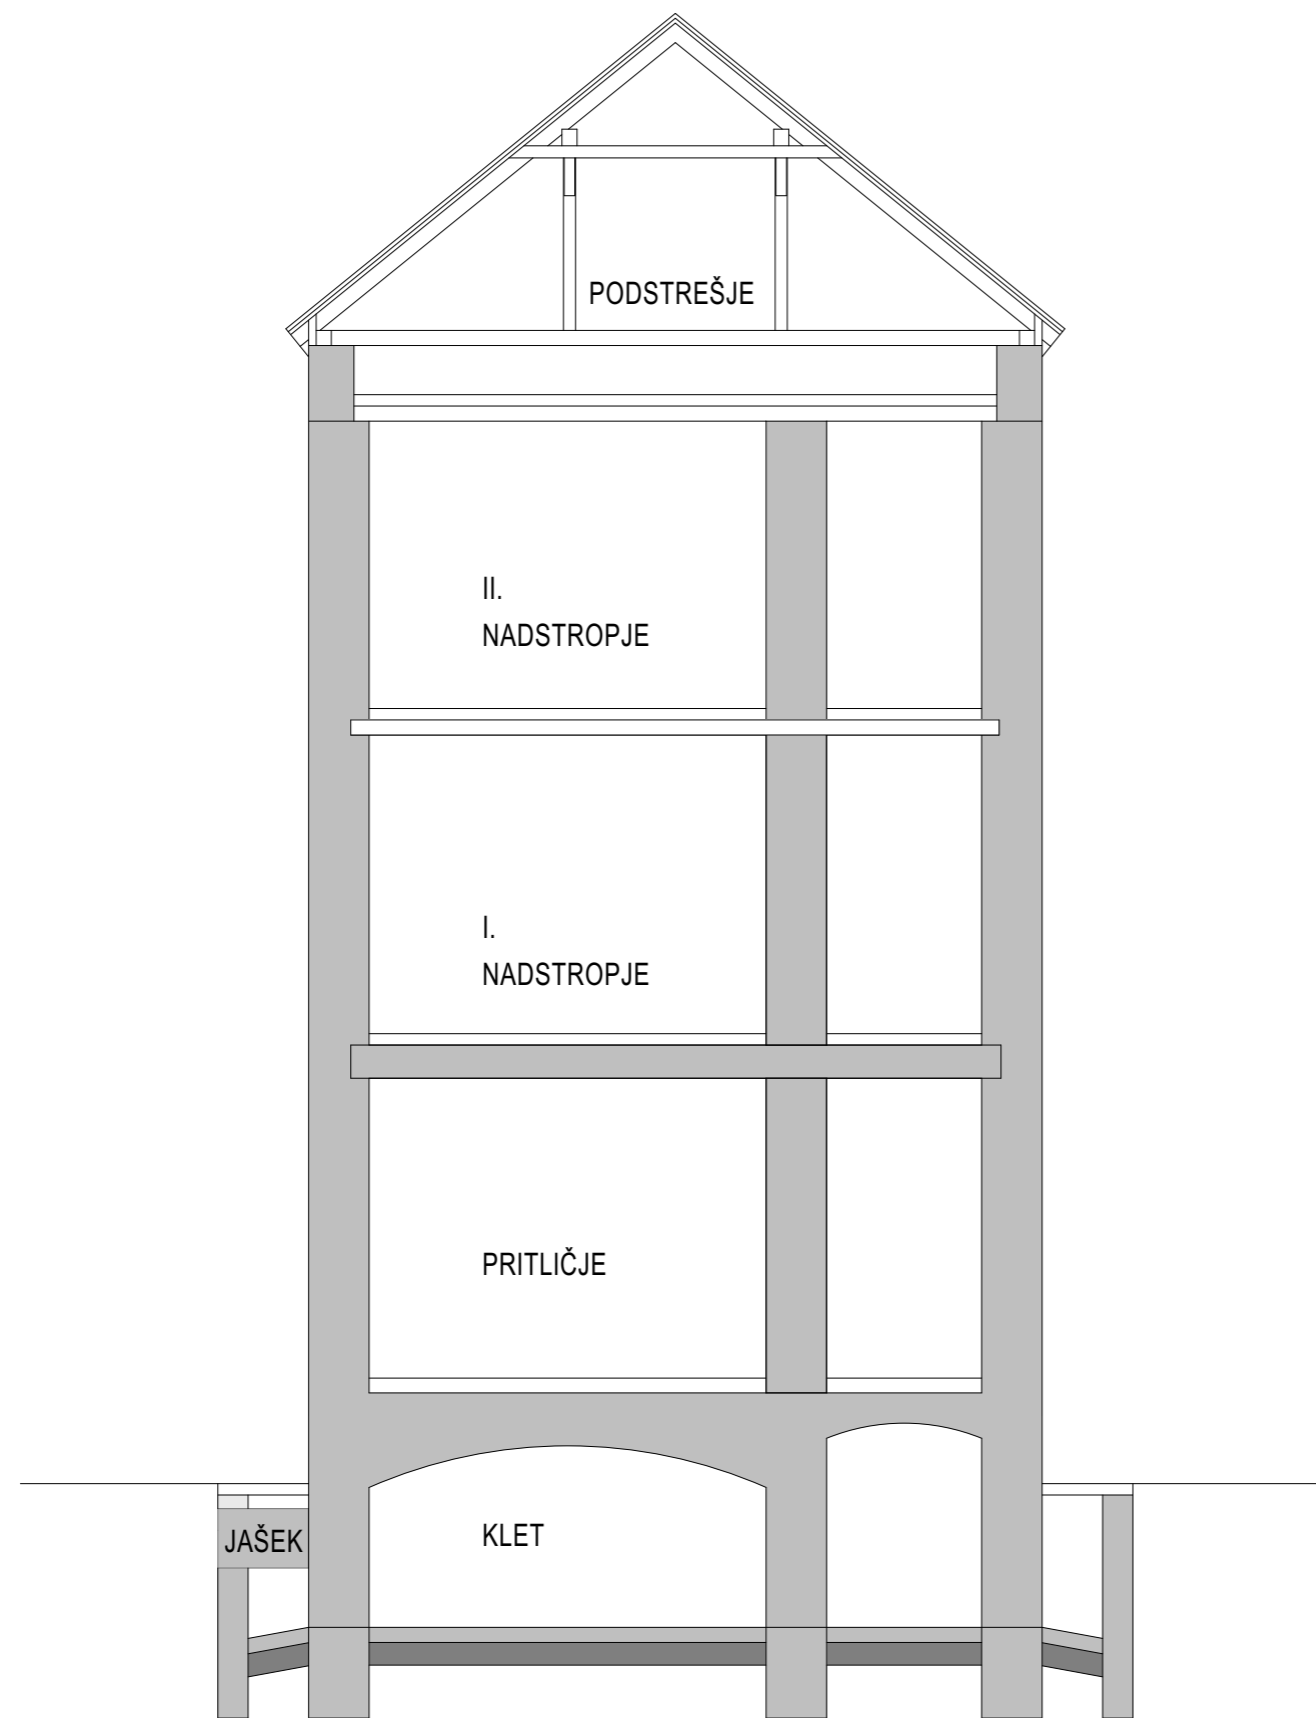 PODSTREŠJE
II.
NADSTROPJE
I.
NADSTROPJE
PRITLIČJE
JAŠEK
KLET